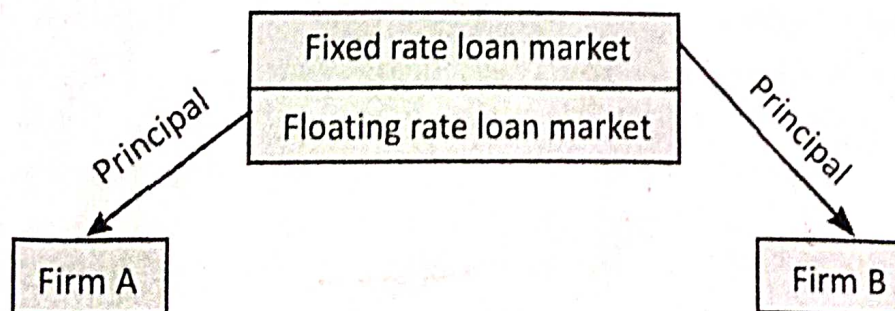 Fixed rate loan market
Principal
Principal
Floating rate loan market
Firm A
Firm B